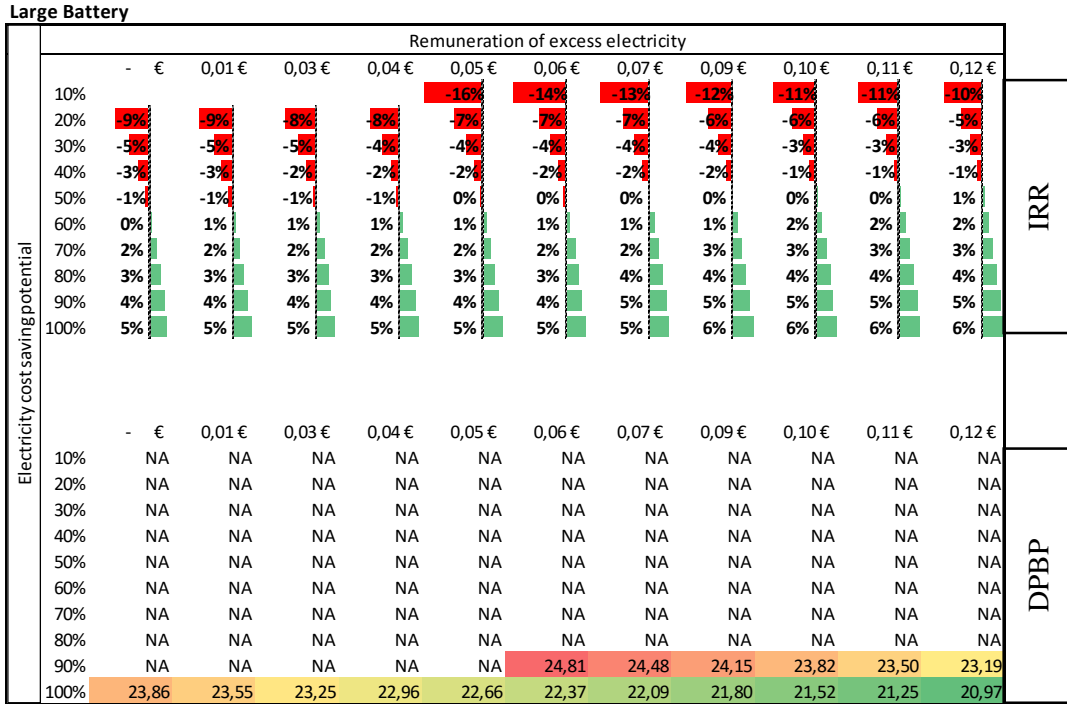 Large Battery
Remuneration of excess electricity
- € 0,01 € 0,03 € 0,04 € 0,05 € 0,06 € 0,07 € 0,09 € 0,10 € 0,11 € 0,12 €
10% -16% -14% -13% -12% -11% -11% -10%
20% -9% -9% -8% -8% -7% -7% -7% -6% -6% -6% -5%
30% -5% -5% -5% -4% -4% -4% -4% -4% -3% -3% -3%
40% -3% -3% -2% -2% -2% -2% -2% -2% -1% -1% -1%
50% -1% -1% -1% -1% 0% 0% 0% 0% 0% 0% 1%
60% 0% 1% 1% 1% 1% 1% 1% 1% 2% 2% 2%
70% 2% 2% 2% 2% 2% 2% 2% 3% 3% 3% 3%
80% 3% 3% 3% 3% 3% 3% 4% 4% 4% 4% 4%
90% 4% 4% 4% 4% 4% 4% 5% 5% 5% 5% 5%
100% 5% 5% 5% 5% 5% 5% 5% 6% 6% 6% 6%
IRR
Electricity cost saving potential
- € 0,01 € 0,03 € 0,04 € 0,05 € 0,06 € 0,07 € 0,09 € 0,10 € 0,11 € 0,12 €
10% NA NA NA NA NA NA NA NA NA NA NA
20% NA NA NA NA NA NA NA NA NA NA NA
30% NA NA NA NA NA NA NA NA NA NA NA
40% NA NA NA NA NA NA NA NA NA NA NA
50% NA NA NA NA NA NA NA NA NA NA NA
60% NA NA NA NA NA NA NA NA NA NA NA
70% NA NA NA NA NA NA NA NA NA NA NA
80% NA NA NA NA NA NA NA NA NA NA NA
90% NA NA NA NA NA 24,81 24,48 24,15 23,82 23,50 23,19
100% 23,86 23,55 23,25 22,96 22,66 22,37 22,09 21,80 21,52 21,25 20,97
DPBP